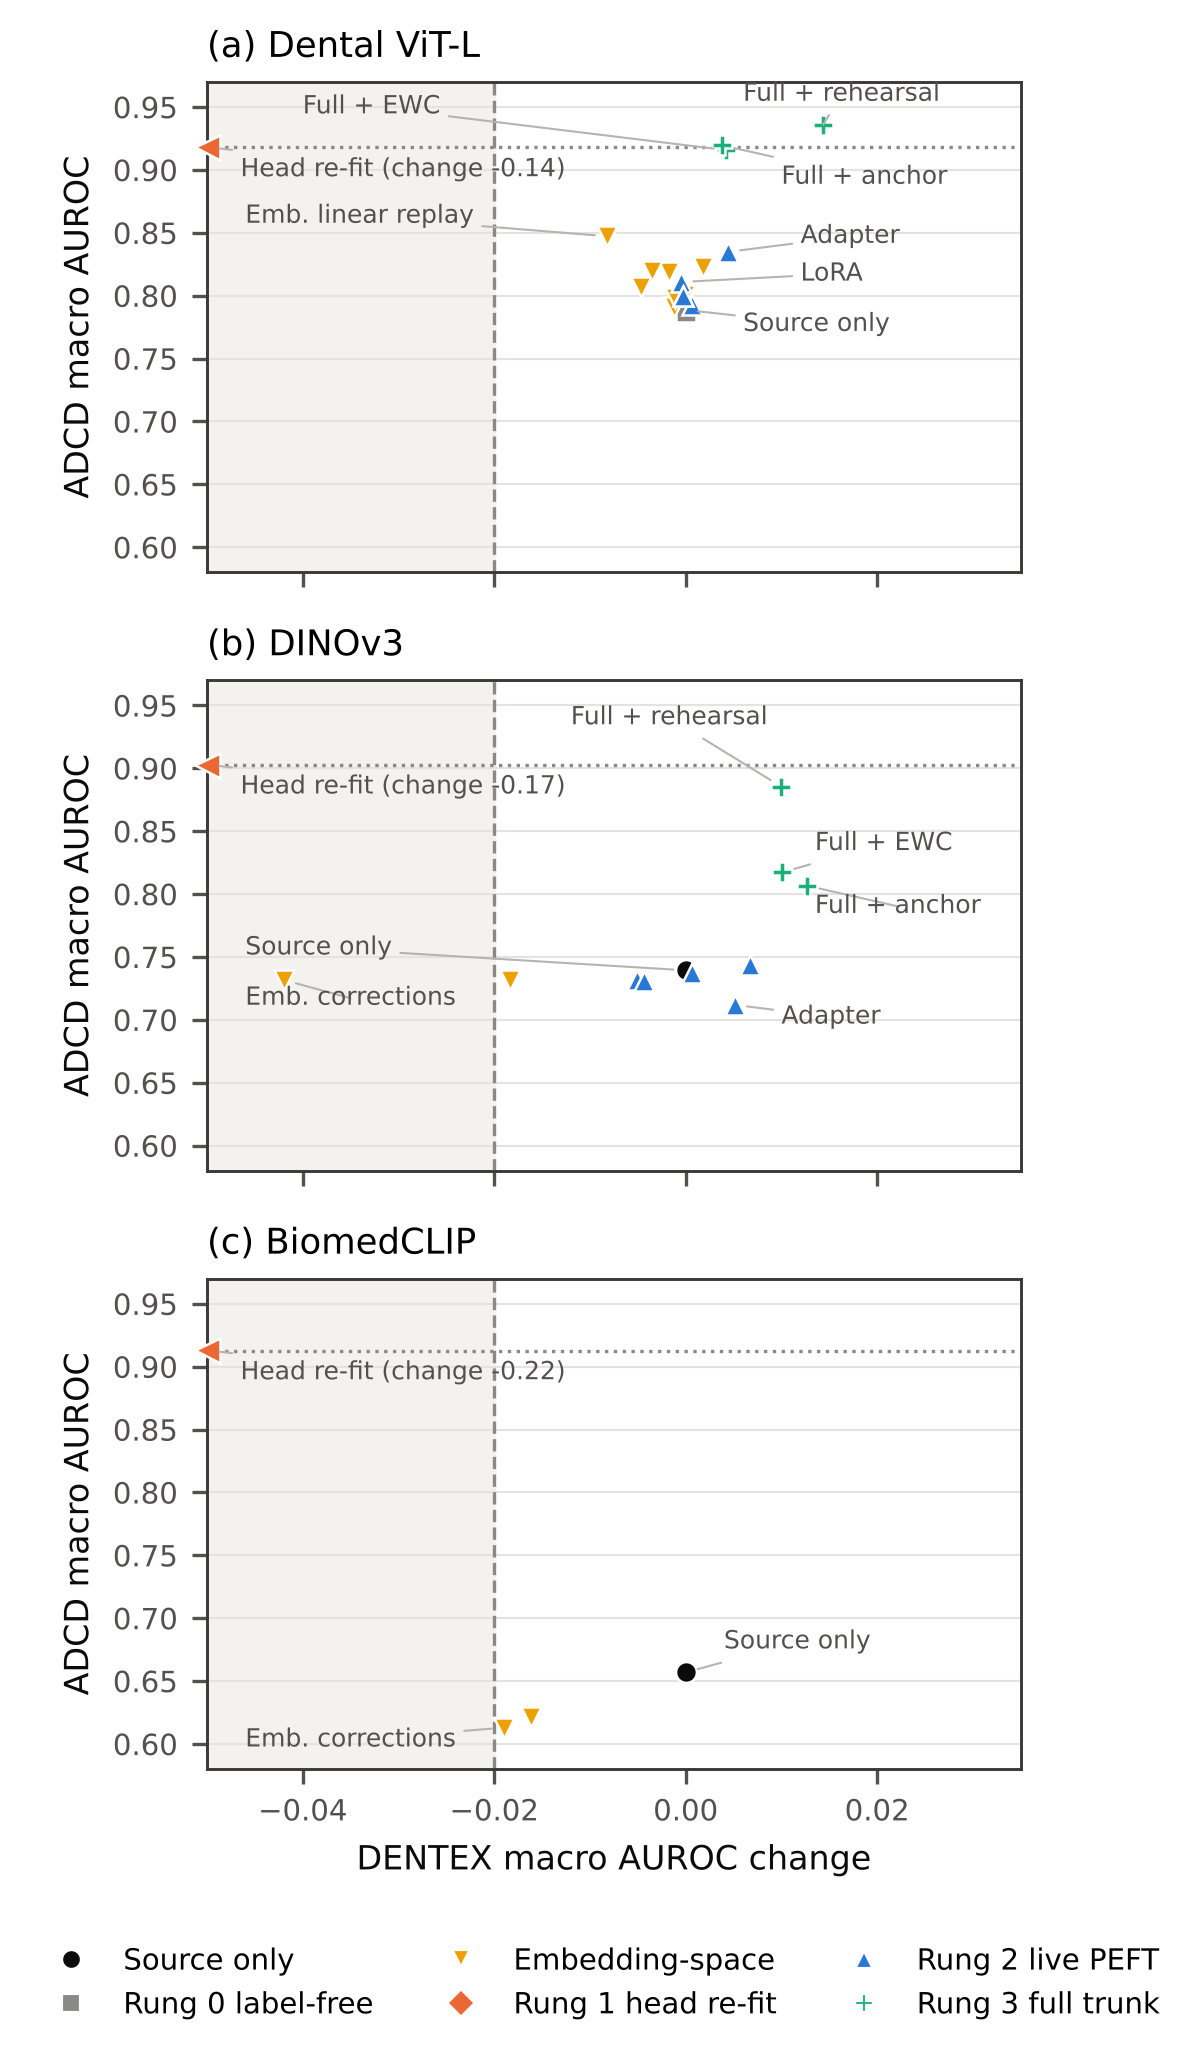 (a) Dental ViT-L
ADCD macro AUROC
0.95
0.90
0.85
0.80
0.75
0.70
0.65
0.60
Full + EWC
Full + rehearsal
Head re-fit (change -0.14)
Full + anchor
Emb. linear replay
Adapter
LoRA
Source only
(b) DINOv3
ADCD macro AUROC
0.95
0.90
0.85
0.80
0.75
0.70
0.65
0.60
Full + rehearsal
Head re-fit (change -0.17)
Full + EWC
Full + anchor
Source only
Emb. corrections
Adapter
(c) BiomedCLIP
ADCD macro AUROC
0.95
0.90
0.85
0.80
0.75
0.70
0.65
0.60
Head re-fit (change -0.22)
Source only
Emb. corrections
−0.04 −0.02 0.00 0.02
DENTEX macro AUROC change
Source only Embedding-space Rung 2 live PEFT
Rung 0 label-free Rung 1 head re-fit Rung 3 full trunk